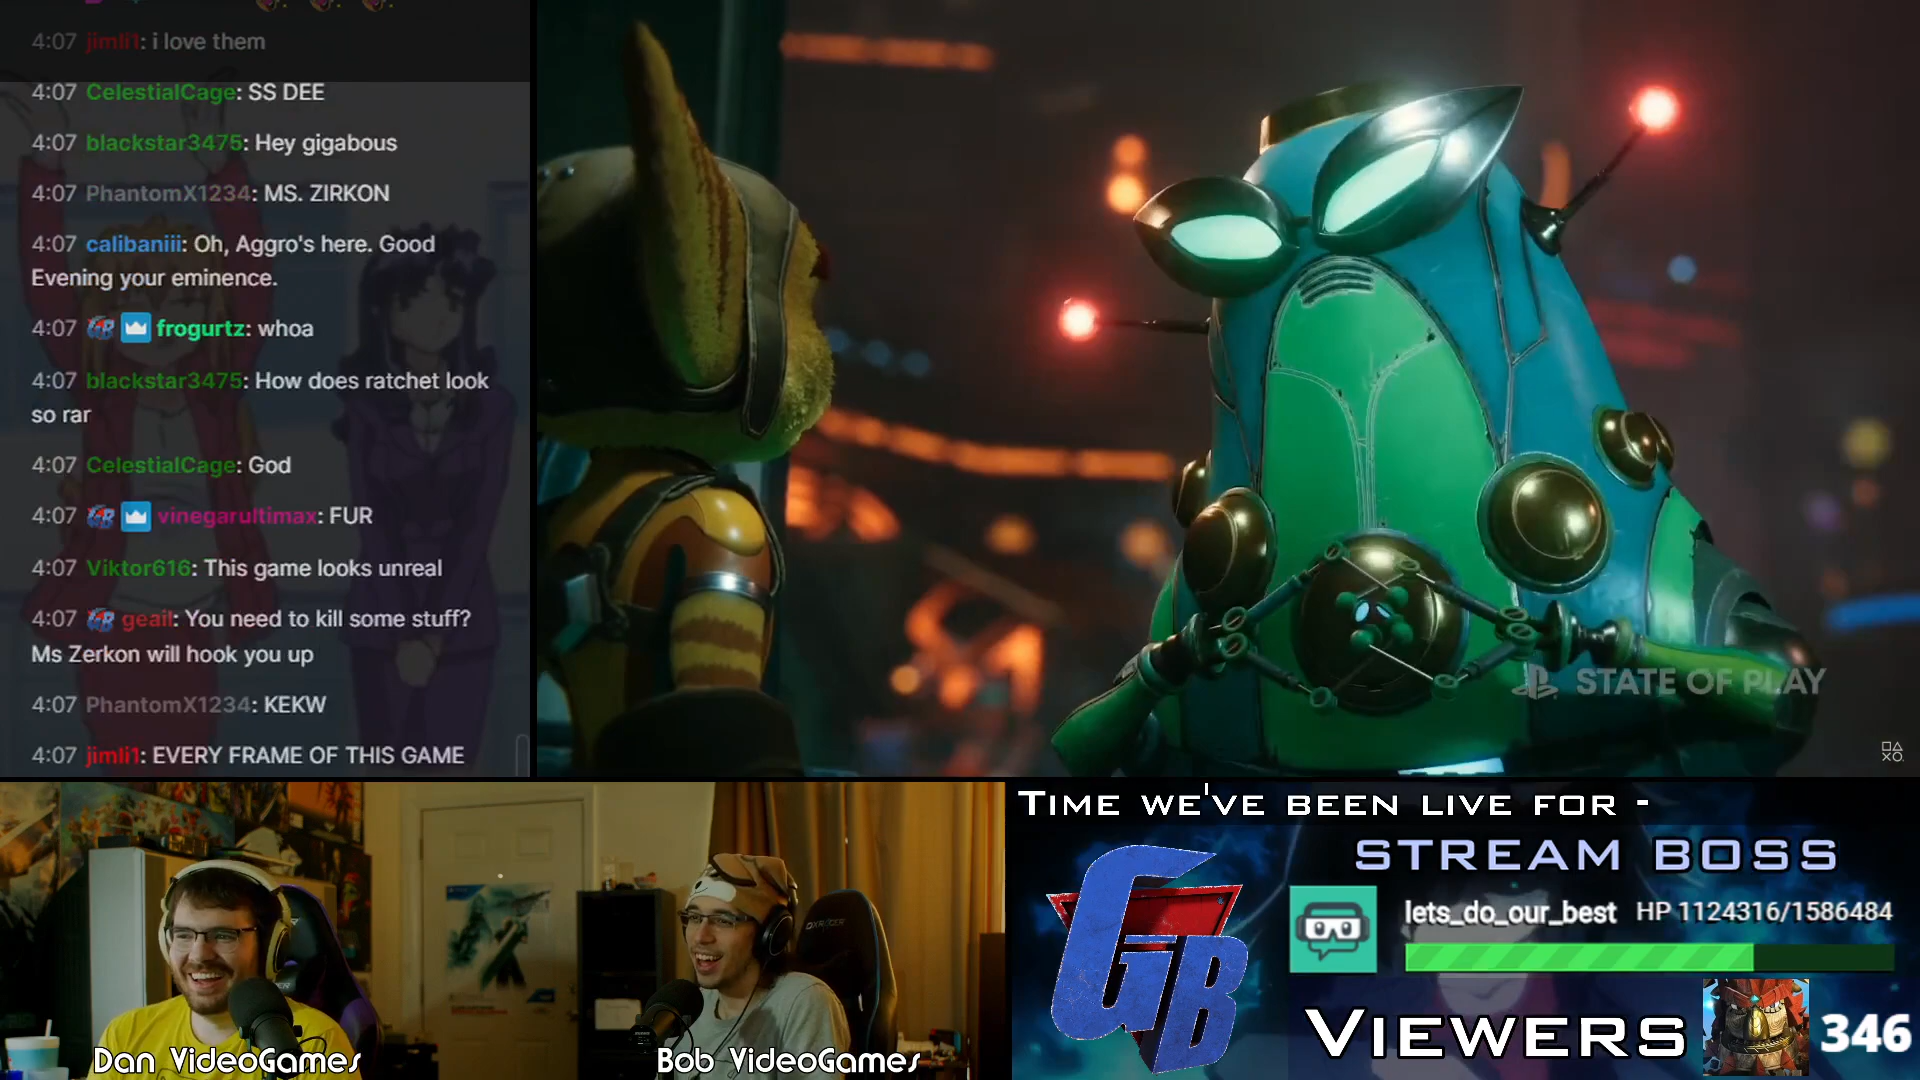 4:07 jimli1: i love them
4:07 CelestialCage: SS DEE
4:07 blackstar3475: Hey gigabous
4:07 PhantomX1234: MS. ZIRKON
4:07 calibaniii: Oh, Aggro's here. Good
Evening your eminence.
4:07 GB frogurtz: whoa
4:07 blackstar3475: How does ratchet look
so rar
4:07 CelestialCage: God
4:07 GB vinegarultimax: FUR
4:07 Viktor616: This game looks unreal
4:07 GB geail: You need to kill some stuff?
Ms Zerkon will hook you up
4:07 PhantomX1234: KEKW
4:07 jimli1: EVERY FRAME OF THIS GAME
STATE OF PLAY
DXRACER
Dan VideoGames
Bob VideoGames
Time we've been live for -
STREAM BOSS
lets_do_our_best HP 1124316/1586484
GB
Viewers 346